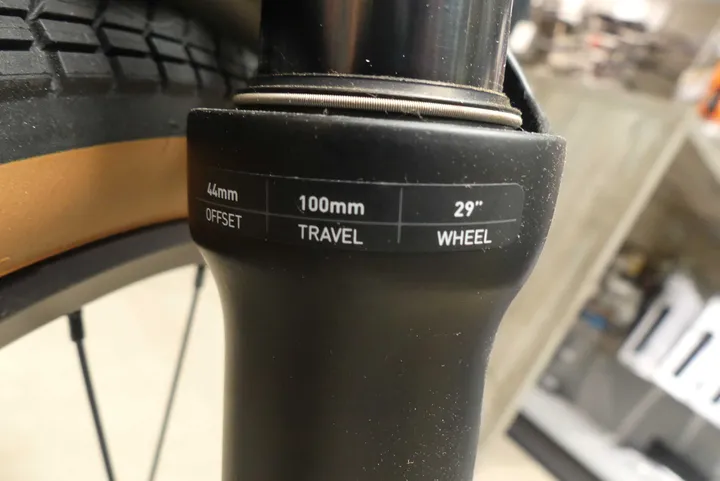 44mm 100mm 29"
OFFSET TRAVEL WHEEL